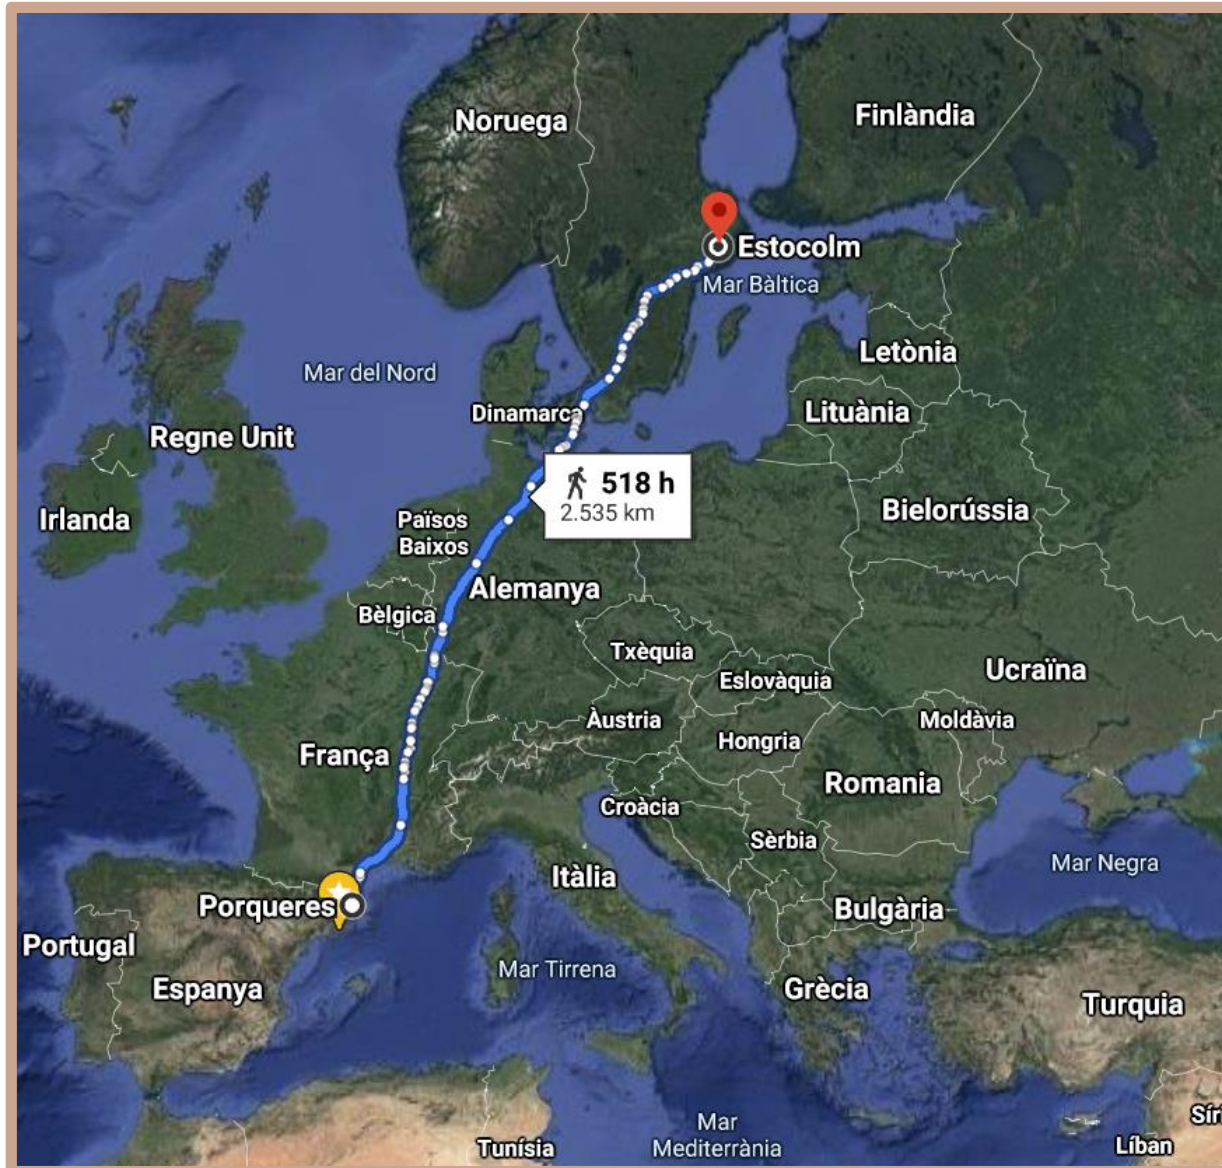 Noruega
Finlàndia
Estocolm
Mar Bàltica
Letònia
Mar del Nord
Lituània
Dinamarca
Regne Unit
518 h
2.535 km
Bielorússia
Irlanda
Països
Baixos
Alemanya
Bèlgica
Txèquia
Ucraïna
Eslovàquia
Àustria
Moldàvia
Hongria
França
Romania
Croàcia
Sèrbia
Mar Negra
Itàlia
Porqueres
Bulgària
Portugal
Mar Tirrena
Espanya
Grècia
Turquia
Sír
Mar
Mediterrània
Tunísia
Líban